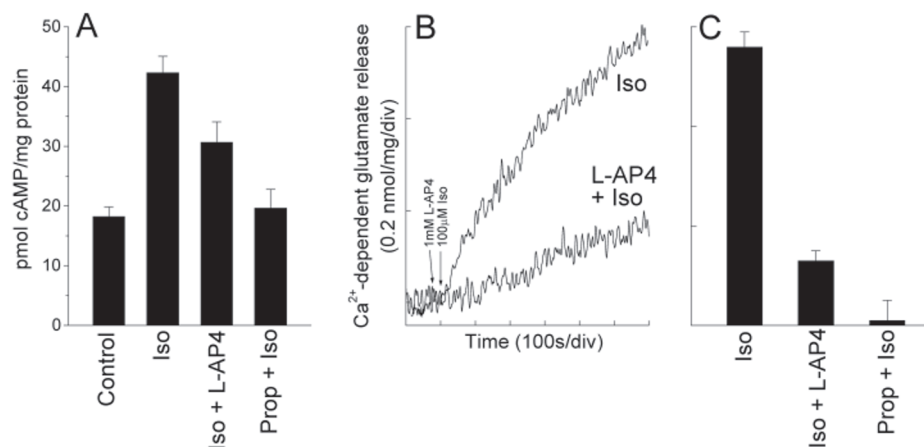 A
50
40
30
20
10
0
pmol cAMP/mg protein
Control
Iso
Iso + L-AP4
Prop + Iso
B
Ca²⁺-dependent glutamate release
(0.2 nmol/mg/div)
1mM L-AP4
100μM Iso
Iso
L-AP4
+ Iso
Time (100s/div)
C
Iso
Iso + L-AP4
Prop + Iso